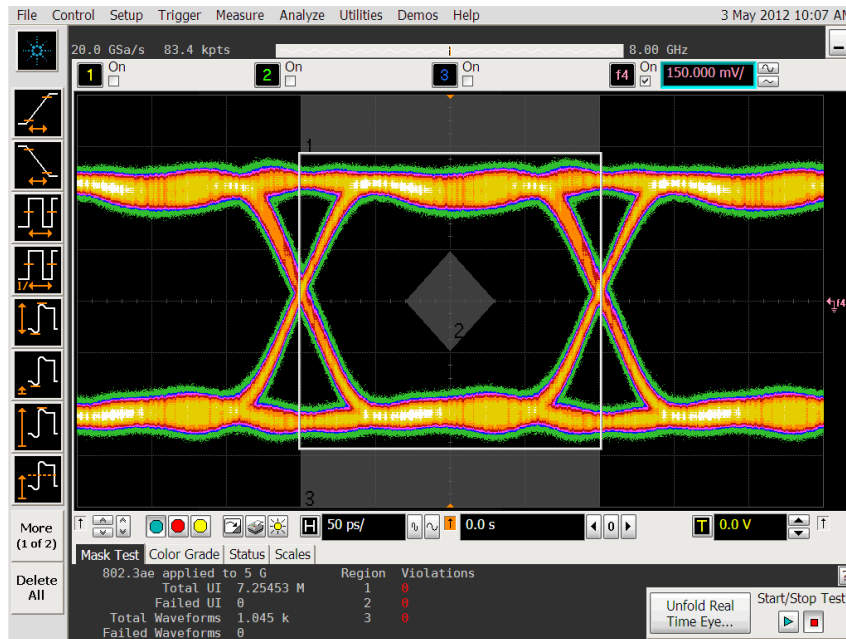 File Control Setup Trigger Measure Analyze Utilities Demos Help 3 May 2012 10:07 AM
20.0 GSa/s 83.4 kpts 8.00 GHz
1 On 2 On 3 On f4 On 150.000 mV/
1
f4
2
3
More
(1 of 2)
H 50 ps/ 0.0 s 0 T 0.0 V
Mask Test Color Grade Status Scales
Delete
All
802.3ae applied to 5 G Region Violations
Total UI 7.25453 M 1 0
Failed UI 0 2 0
Total Waveforms 1.045 k 3 0
Failed Waveforms 0
Unfold Real
Time Eye...
Start/Stop Test